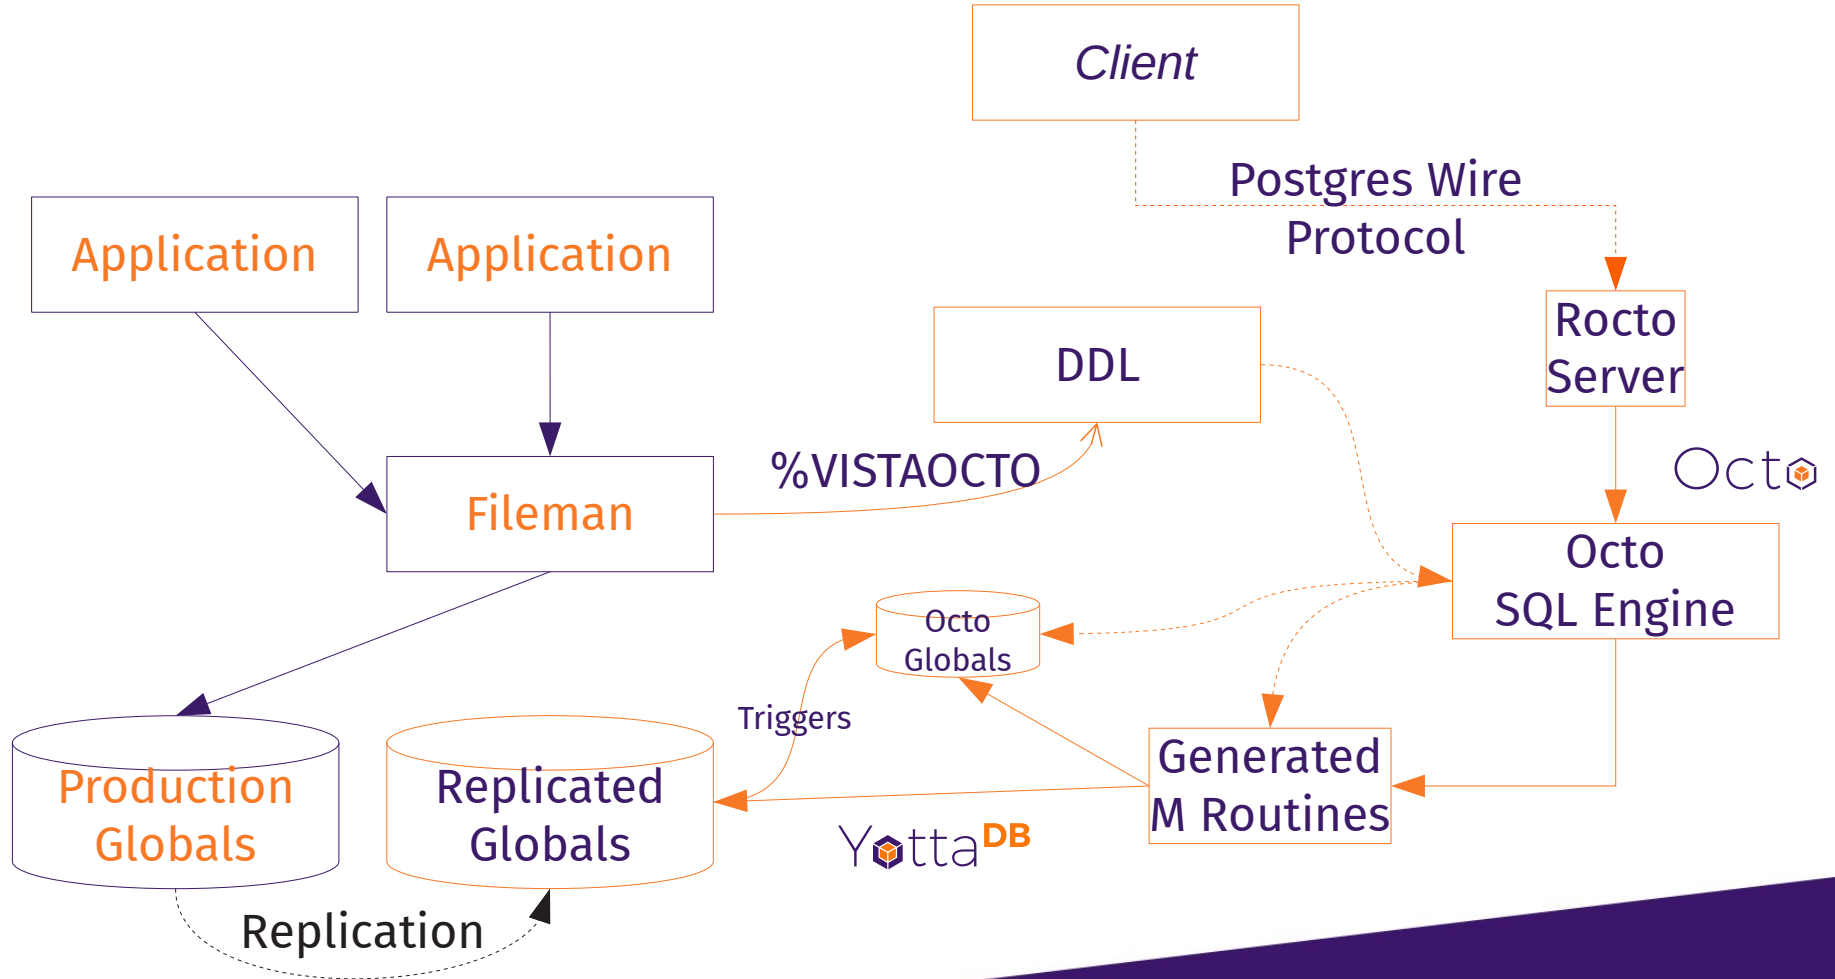 Client
Postgres Wire
Protocol
Application
Application
Rocto
Server
DDL
%VISTAOCTO
Octo
Fileman
Octo
SQL Engine
Octo
Globals
Triggers
Production
Globals
Replicated
Globals
Generated
M Routines
YottaDB
Replication